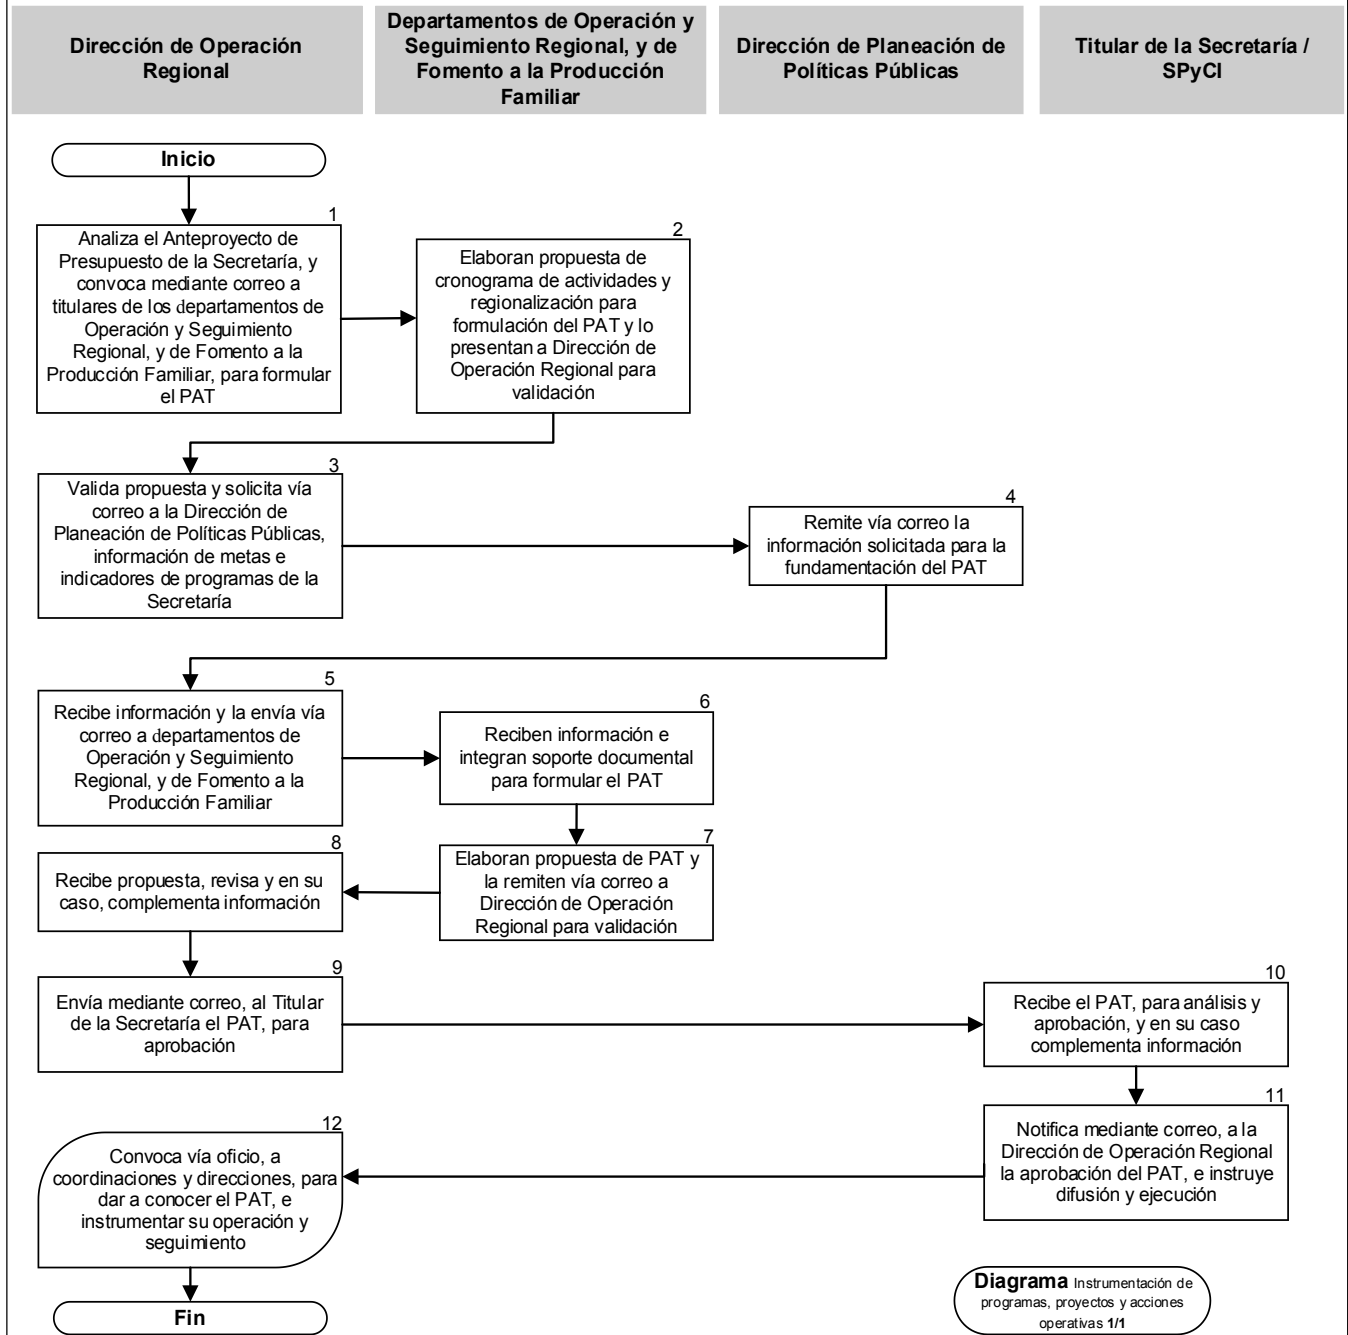 Dirección de Operación
Regional
Departamentos de Operación y
Seguimiento Regional, y de
Fomento a la Producción
Familiar
Dirección de Planeación de
Políticas Públicas
Titular de la Secretaría /
SPyCI
Inicio
1
Analiza el Anteproyecto de
Presupuesto de la Secretaría, y
convoca mediante correo a
titulares de los departamentos de
Operación y Seguimiento
Regional, y de Fomento a la
Producción Familiar, para formular
el PAT
2
Elaboran propuesta de
cronograma de actividades y
regionalización para
formulación del PAT y lo
presentan a Dirección de
Operación Regional para
validación
3
Valida propuesta y solicita vía
correo a la Dirección de
Planeación de Políticas Públicas,
información de metas e
indicadores de programas de la
Secretaría
4
Remite vía correo la
información solicitada para la
fundamentación del PAT
5
Recibe información y la envía vía
correo a departamentos de
Operación y Seguimiento
Regional, y de Fomento a la
Producción Familiar
6
Reciben información e
integran soporte documental
para formular el PAT
7
Elaboran propuesta de PAT y
la remiten vía correo a
Dirección de Operación
Regional para validación
8
Recibe propuesta, revisa y en su
caso, complementa información
9
Envía mediante correo, al Titular
de la Secretaría el PAT, para
aprobación
10
Recibe el PAT, para análisis y
aprobación, y en su caso
complementa información
11
Notifica mediante correo, a la
Dirección de Operación Regional
la aprobación del PAT, e instruye
difusión y ejecución
12
Convoca vía oficio, a
coordinaciones y direcciones, para
dar a conocer el PAT, e
instrumentar su operación y
seguimiento
Fin
Diagrama Instrumentación de
programas, proyectos y acciones
operativas 1/1